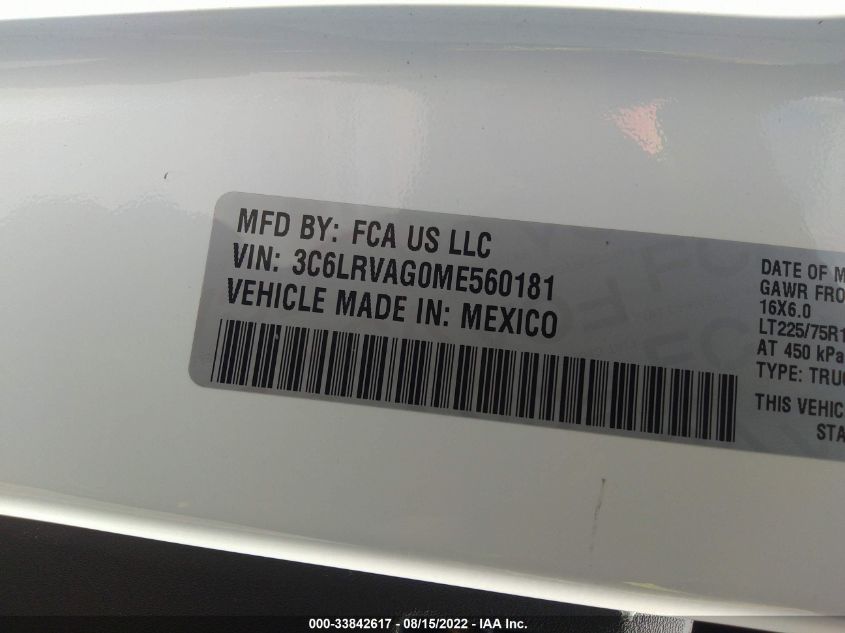 MFD BY: FCA US LLC
VIN: 3C6LRVAG0ME560181
VEHICLE MADE IN: MEXICO
DATE OF M
GAWR FRO
16X6.0
LT225/75R1
AT 450 kPa
TYPE: TRUC
THIS VEHIC
STA
000-33842617 - 08/15/2022 - IAA Inc.